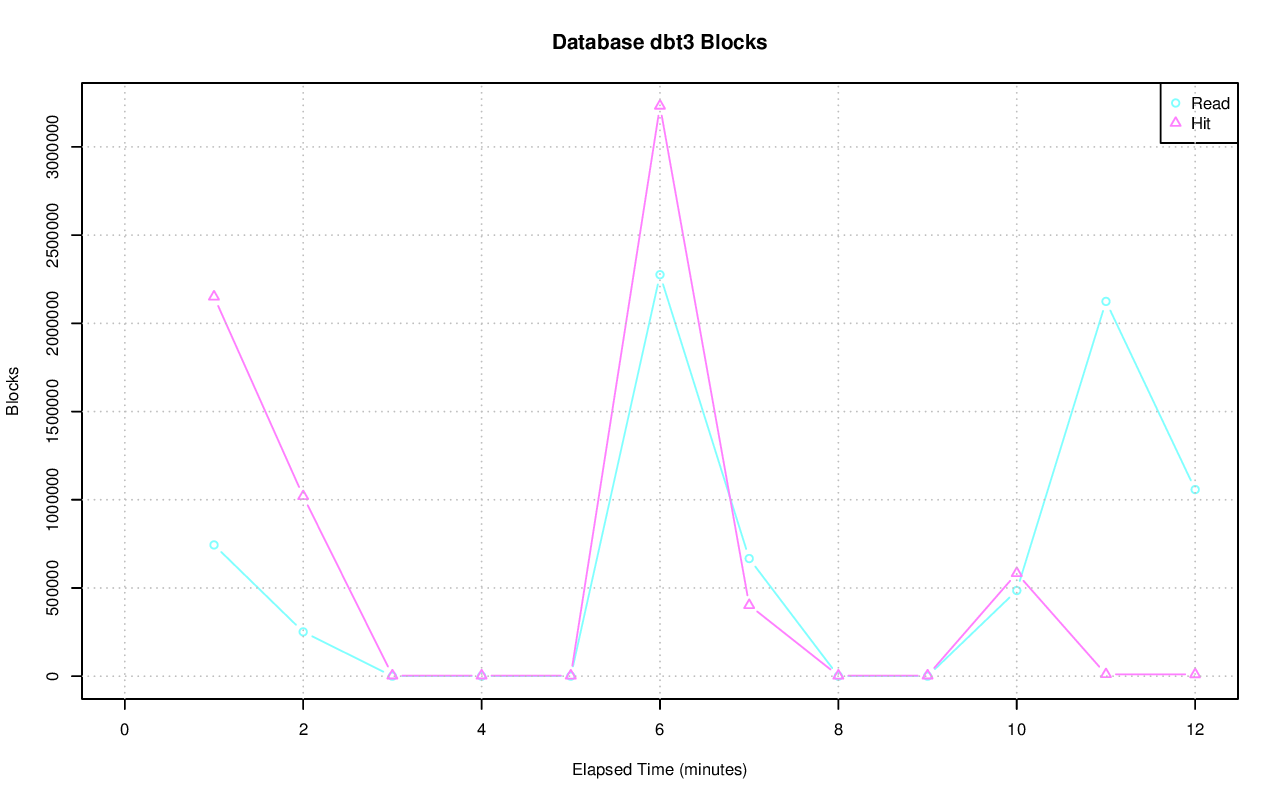 Database dbt3 Blocks
Read
Hit
Blocks
3000000
2500000
2000000
1500000
1000000
500000
0
0 2 4 6 8 10 12
Elapsed Time (minutes)